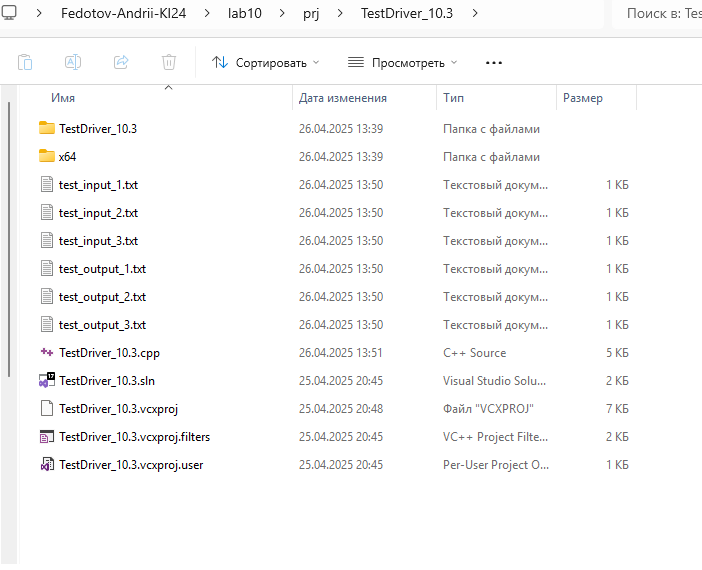 Fedotov-Andrii-KI24 > lab10 > prj > TestDriver_10.3 > Поиск в: Te
Сортировать Просмотреть
Имя Дата изменения Тип Размер
TestDriver_10.3 26.04.2025 13:39 Папка с файлами
x64 26.04.2025 13:39 Папка с файлами
test_input_1.txt 26.04.2025 13:50 Текстовый докум... 1 КБ
test_input_2.txt 26.04.2025 13:50 Текстовый докум... 1 КБ
test_input_3.txt 26.04.2025 13:50 Текстовый докум... 1 КБ
test_output_1.txt 26.04.2025 13:50 Текстовый докум... 1 КБ
test_output_2.txt 26.04.2025 13:50 Текстовый докум... 1 КБ
test_output_3.txt 26.04.2025 13:50 Текстовый докум... 1 КБ
TestDriver_10.3.cpp 26.04.2025 13:51 C++ Source 5 КБ
TestDriver_10.3.sln 25.04.2025 20:45 Visual Studio Solu... 2 КБ
TestDriver_10.3.vcxproj 25.04.2025 20:48 Файл "VCXPROJ" 7 КБ
TestDriver_10.3.vcxproj.filters 25.04.2025 20:45 VC++ Project Filte... 2 КБ
TestDriver_10.3.vcxproj.user 25.04.2025 20:45 Per-User Project O... 1 КБ